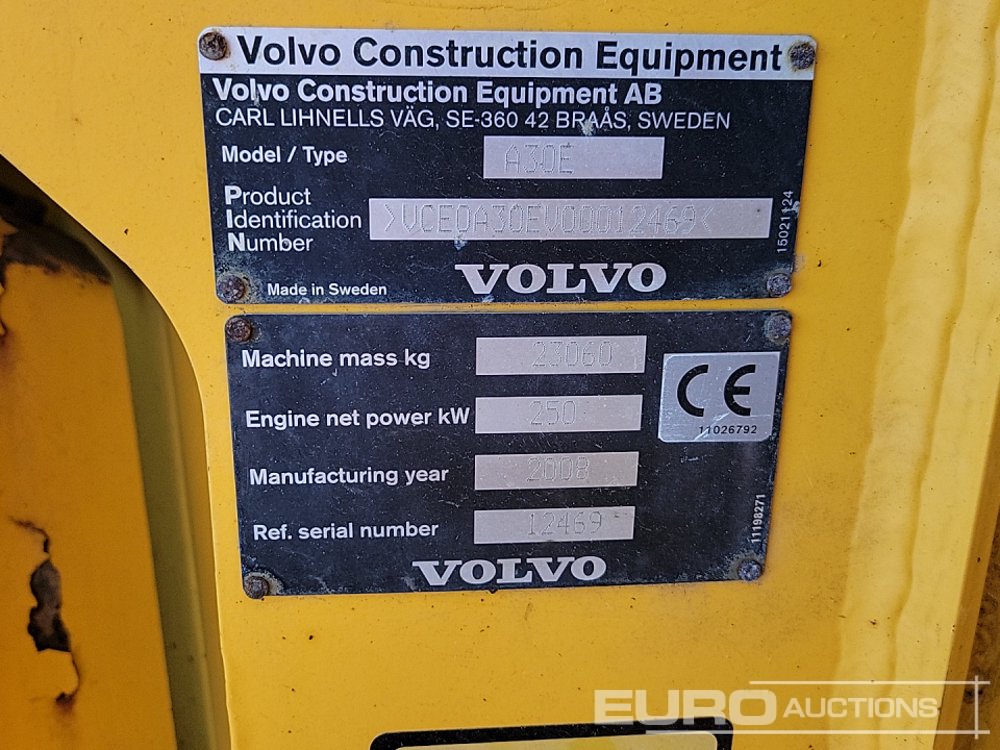 Volvo Construction Equipment
Volvo Construction Equipment AB
CARL LIHNELLS VÄG, SE-360 42 BRAÅS, SWEDEN
Model / Type A30E
Product
Identification >VCE0A30EV00012469<
Number
15021124
Made in Sweden VOLVO
Machine mass kg 23060
CE
11026792
Engine net power kW 250
Manufacturing year 2008
Ref. serial number 12469
11198271
VOLVO
EURO AUCTIONS